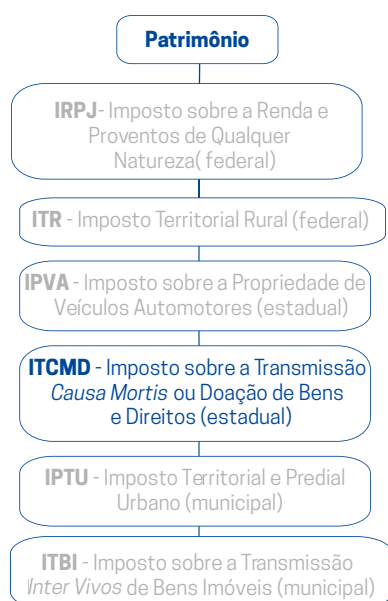 Patrimônio
IRPJ- Imposto sobre a Renda e
Proventos de Qualquer
Natureza( federal)
ITR - Imposto Territorial Rural (federal)
IPVA - Imposto sobre a Propriedade de
Veículos Automotores (estadual)
ITCMD - Imposto sobre a Transmissão
Causa Mortis ou Doação de Bens
e Direitos (estadual)
IPTU - Imposto Territorial e Predial
Urbano (municipal)
ITBI - Imposto sobre a Transmissão
Inter Vivos de Bens Imóveis (municipal)